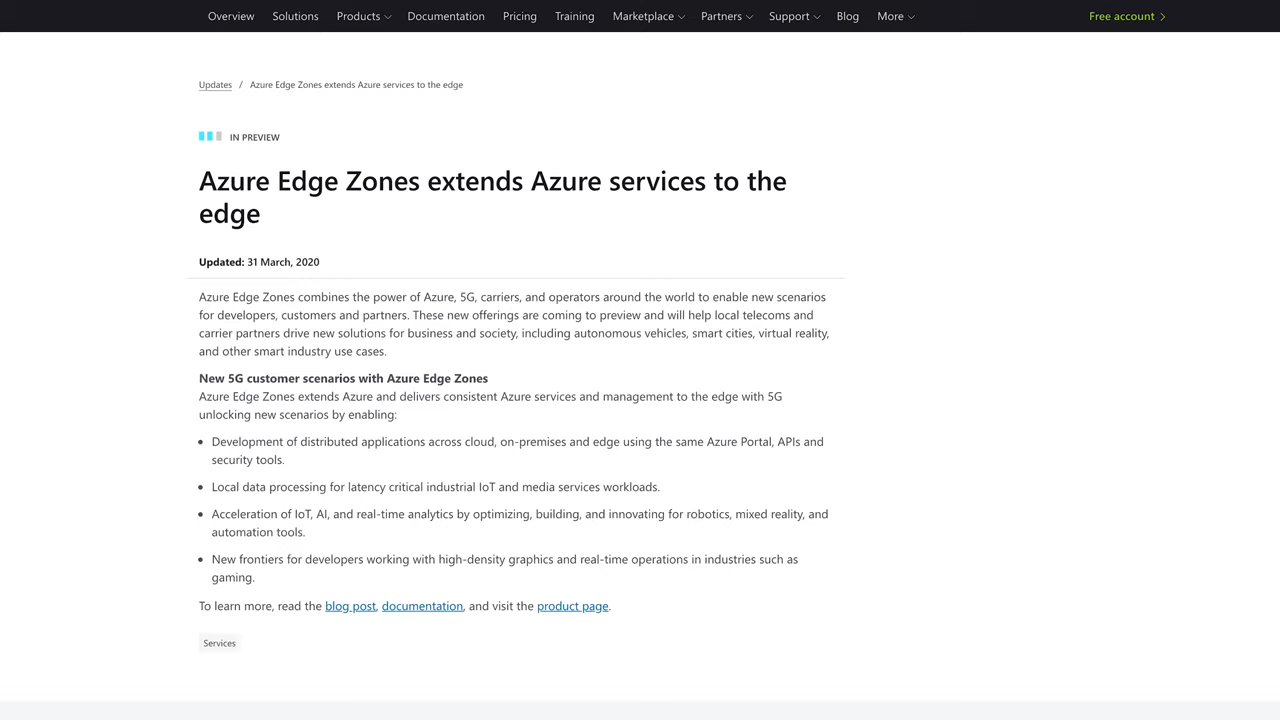 Overview Solutions Products Documentation Pricing Training Marketplace Partners Support Blog More Free account
Updates / Azure Edge Zones extends Azure services to the edge
IN PREVIEW
Azure Edge Zones extends Azure services to the
edge
Updated: 31 March, 2020
Azure Edge Zones combines the power of Azure, 5G, carriers, and operators around the world to enable new scenarios
for developers, customers and partners. These new offerings are coming to preview and will help local telecoms and
carrier partners drive new solutions for business and society, including autonomous vehicles, smart cities, virtual reality,
and other smart industry use cases.
New 5G customer scenarios with Azure Edge Zones
Azure Edge Zones extends Azure and delivers consistent Azure services and management to the edge with 5G
unlocking new scenarios by enabling:
• Development of distributed applications across cloud, on-premises and edge using the same Azure Portal, APIs and
security tools.
• Local data processing for latency critical industrial IoT and media services workloads.
• Acceleration of IoT, AI, and real-time analytics by optimizing, building, and innovating for robotics, mixed reality, and
automation tools.
• New frontiers for developers working with high-density graphics and real-time operations in industries such as
gaming.
To learn more, read the blog post, documentation, and visit the product page.
Services